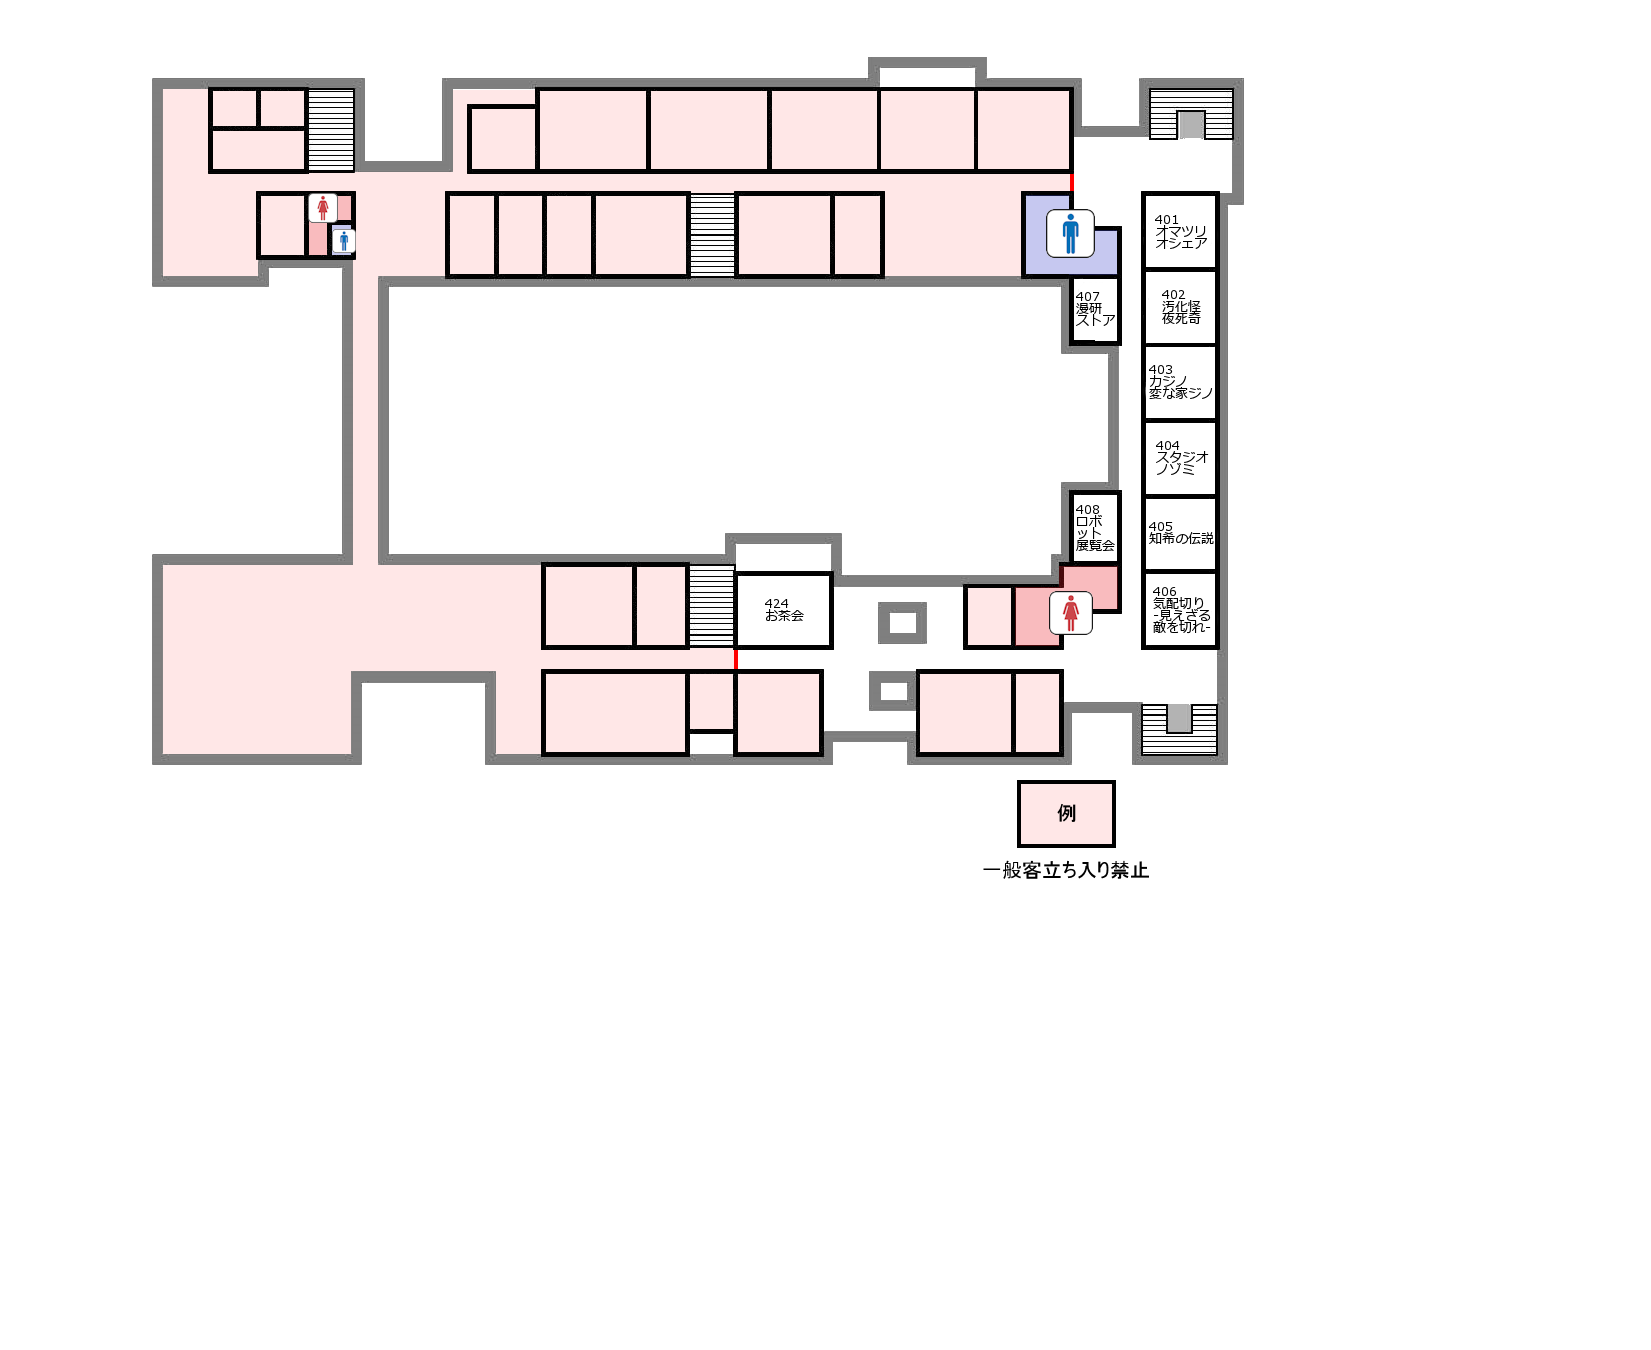 401
オマツリ
オシェア
402
汚化怪
夜死奇
407
漫研
ストア
403
カジノ
変な家ジノ
404
スタジオ
ノゾミ
408
ロボ
ット
展覧会
405
知希の伝説
406
気配切り
-見えざる
敵を切れ-
424
お茶会
例
一般客立ち入り禁止